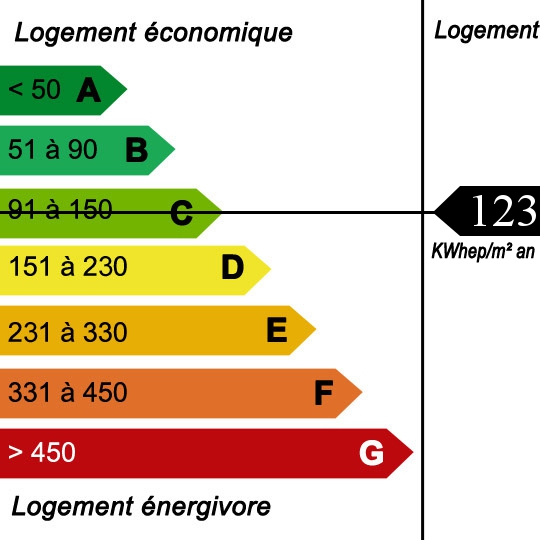 Logement économique
Logement
< 50 A
51 à 90 B
91 à 150 C
123
KWhep/m² an
151 à 230 D
231 à 330 E
331 à 450 F
> 450 G
Logement énergivore